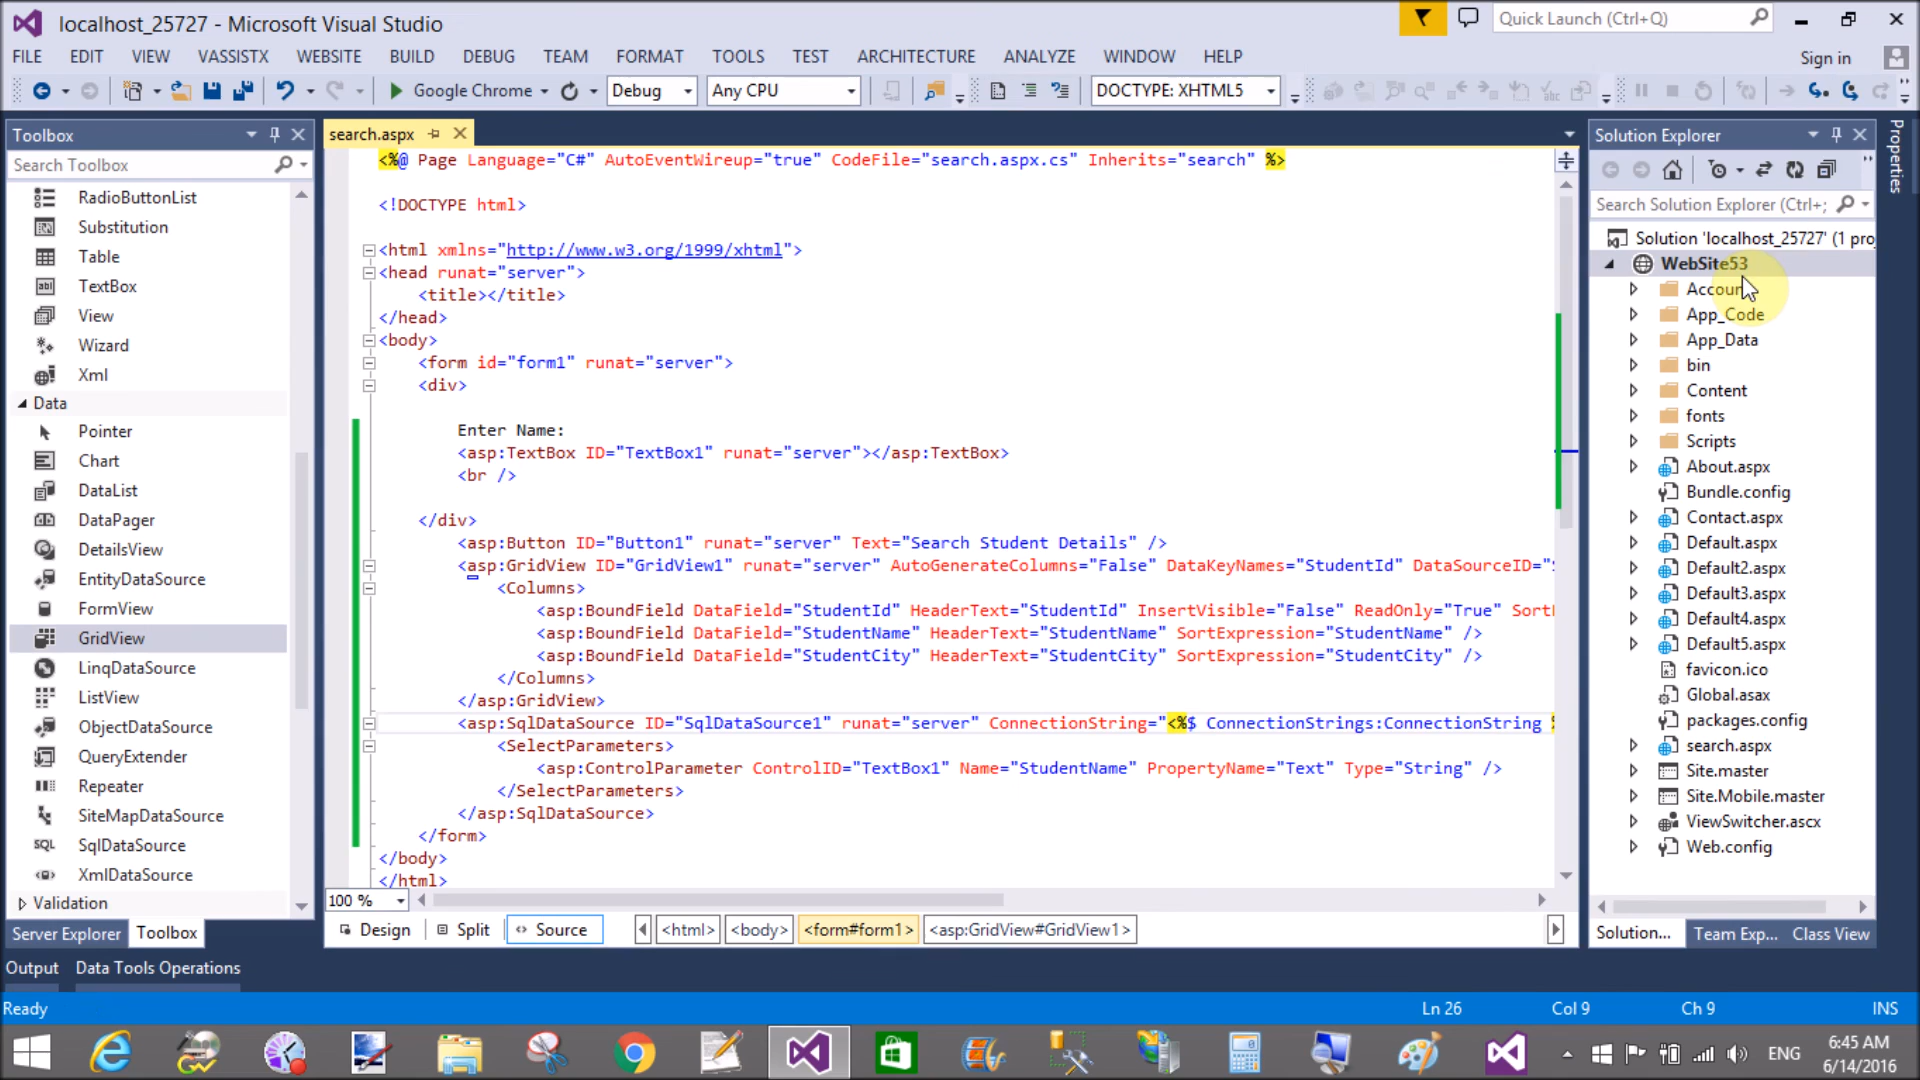 localhost_25727 - Microsoft Visual Studio
Quick Launch (Ctrl+Q)
FILE EDIT VIEW VASSISTX WEBSITE BUILD DEBUG TEAM FORMAT TOOLS TEST ARCHITECTURE ANALYZE WINDOW HELP
Sign in
Google Chrome
Debug
Any CPU
DOCTYPE: XHTML5
Toolbox
Search Toolbox
RadioButtonList
Substitution
Table
TextBox
View
Wizard
Xml
Data
Pointer
Chart
DataList
DataPager
DetailsView
EntityDataSource
FormView
GridView
LinqDataSource
ListView
ObjectDataSource
QueryExtender
Repeater
SiteMapDataSource
SqlDataSource
XmlDataSource
Validation
Server Explorer Toolbox
search.aspx
<%@ Page Language="C#" AutoEventWireup="true" CodeFile="search.aspx.cs" Inherits="search" %>
<!DOCTYPE html>
<html xmlns="http://www.w3.org/1999/xhtml">
<head runat="server">
<title></title>
</head>
<body>
<form id="form1" runat="server">
<div>
Enter Name:
<asp:TextBox ID="TextBox1" runat="server"></asp:TextBox>
<br />
</div>
<asp:Button ID="Button1" runat="server" Text="Search Student Details" />
<asp:GridView ID="GridView1" runat="server" AutoGenerateColumns="False" DataKeyNames="StudentId" DataSourceID="
<Columns>
<asp:BoundField DataField="StudentId" HeaderText="StudentId" InsertVisible="False" ReadOnly="True" Sort
<asp:BoundField DataField="StudentName" HeaderText="StudentName" SortExpression="StudentName" />
<asp:BoundField DataField="StudentCity" HeaderText="StudentCity" SortExpression="StudentCity" />
</Columns>
</asp:GridView>
<asp:SqlDataSource ID="SqlDataSource1" runat="server" ConnectionString="<%$ ConnectionStrings:ConnectionString %
<SelectParameters>
<asp:ControlParameter ControlID="TextBox1" Name="StudentName" PropertyName="Text" Type="String" />
</SelectParameters>
</asp:SqlDataSource>
</form>
</body>
</html>
100 %
Design Split Source <html> <body> <form#form1> <asp:GridView#GridView1>
Solution Explorer
Search Solution Explorer (Ctrl+;
Solution 'localhost_25727' (1 pro
WebSite53
Account
App_Code
App_Data
bin
Content
fonts
Scripts
About.aspx
Bundle.config
Contact.aspx
Default.aspx
Default2.aspx
Default3.aspx
Default4.aspx
Default5.aspx
favicon.ico
Global.asax
packages.config
search.aspx
Site.master
Site.Mobile.master
ViewSwitcher.ascx
Web.config
Solution... Team Exp... Class View
Properties
Output Data Tools Operations
Ready
Ln 26 Col 9 Ch 9 INS
ENG
6:45 AM
6/14/2016